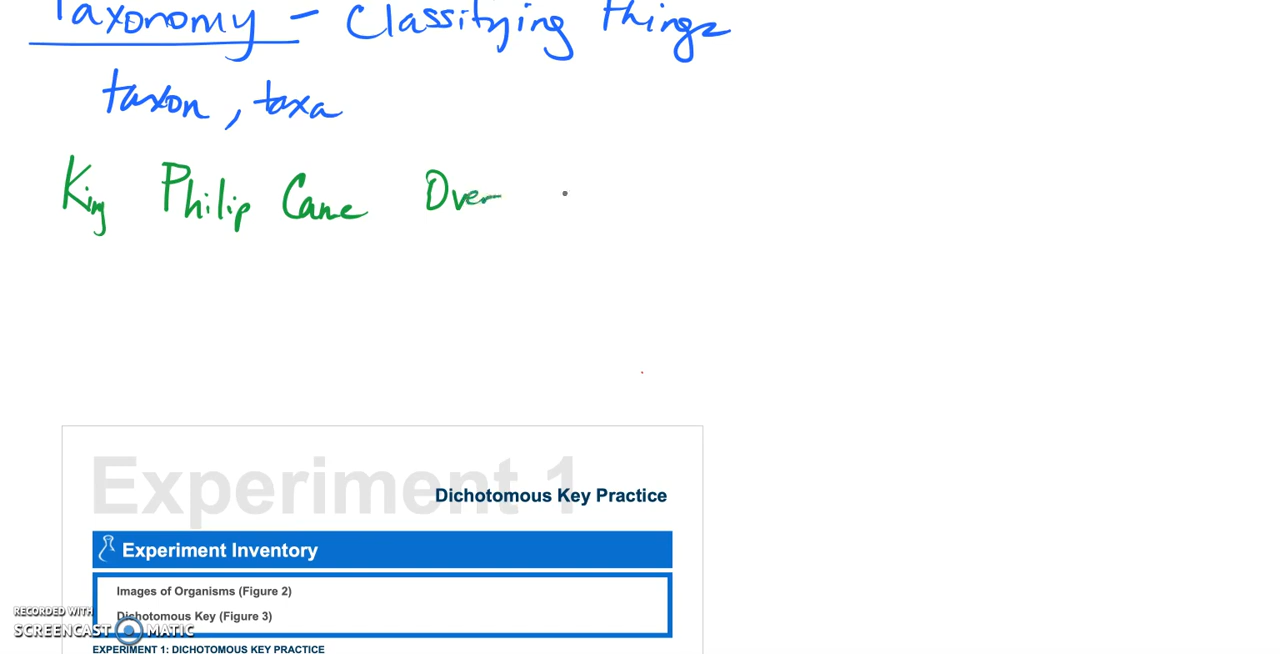 Taxonomy - Classifying things
taxon, taxa
King Philip Came Over
Experiment 1
Dichotomous Key Practice
Experiment Inventory
Images of Organisms (Figure 2)
Dichotomous Key (Figure 3)
RECORDED WITH
SCREENCAST MATIC
EXPERIMENT 1: DICHOTOMOUS KEY PRACTICE